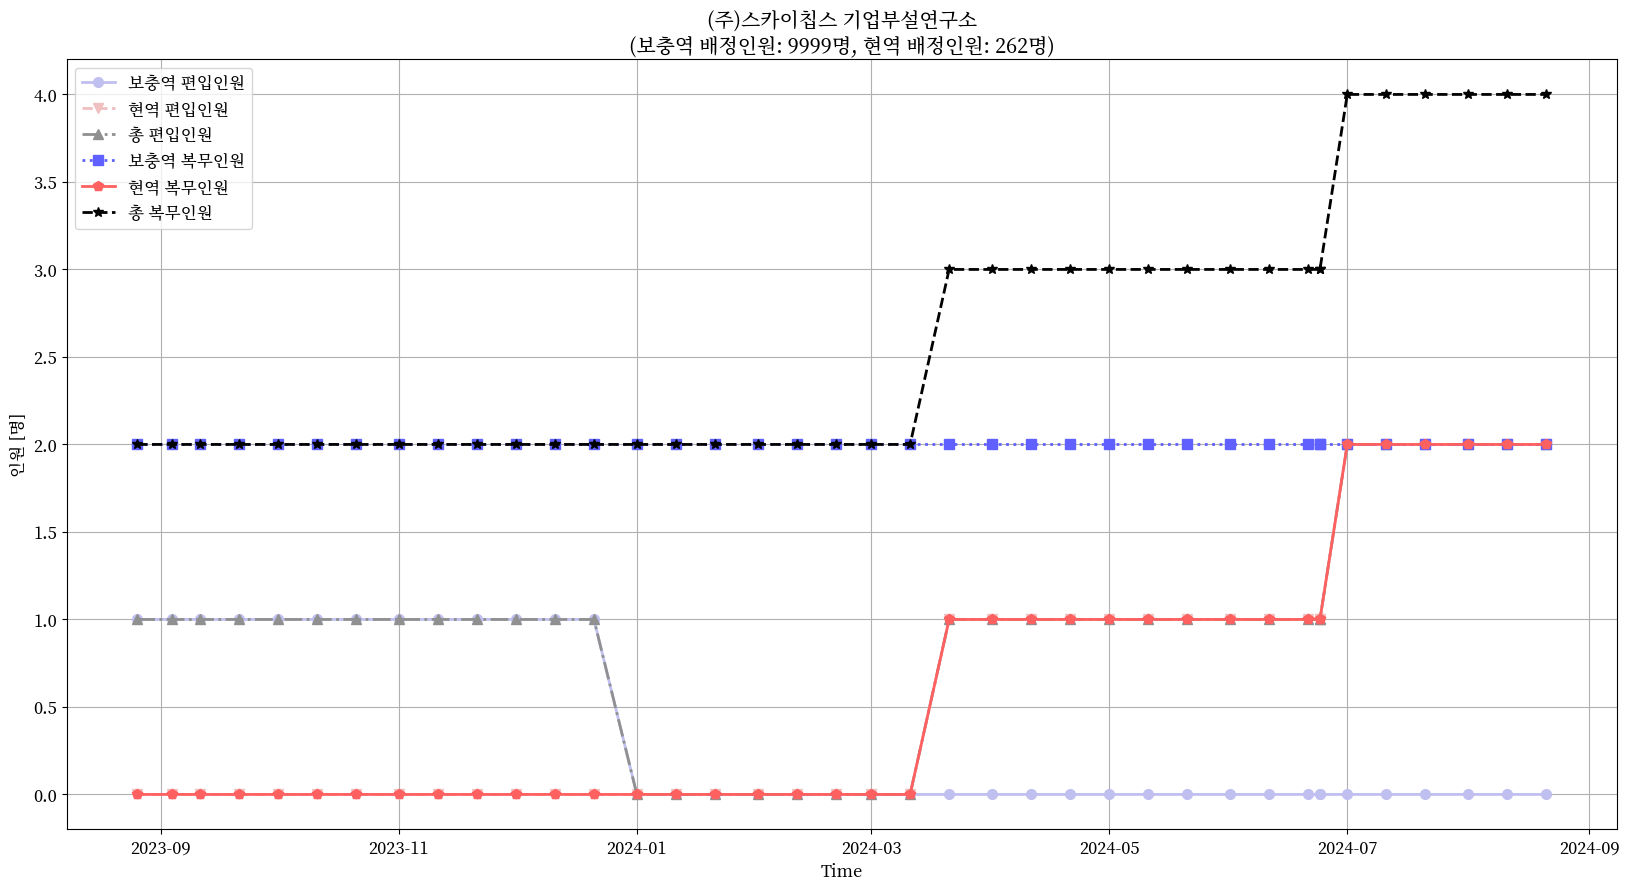 (주)스카이칩스 기업부설연구소
(보충역 배정인원: 9999명, 현역 배정인원: 262명)
보충역 편입인원
현역 편입인원
총 편입인원
보충역 복무인원
현역 복무인원
총 복무인원
인원 [명]
4.0
3.5
3.0
2.5
2.0
1.5
1.0
0.5
0.0
2023-09
2023-11
2024-01
2024-03
2024-05
2024-07
2024-09
Time